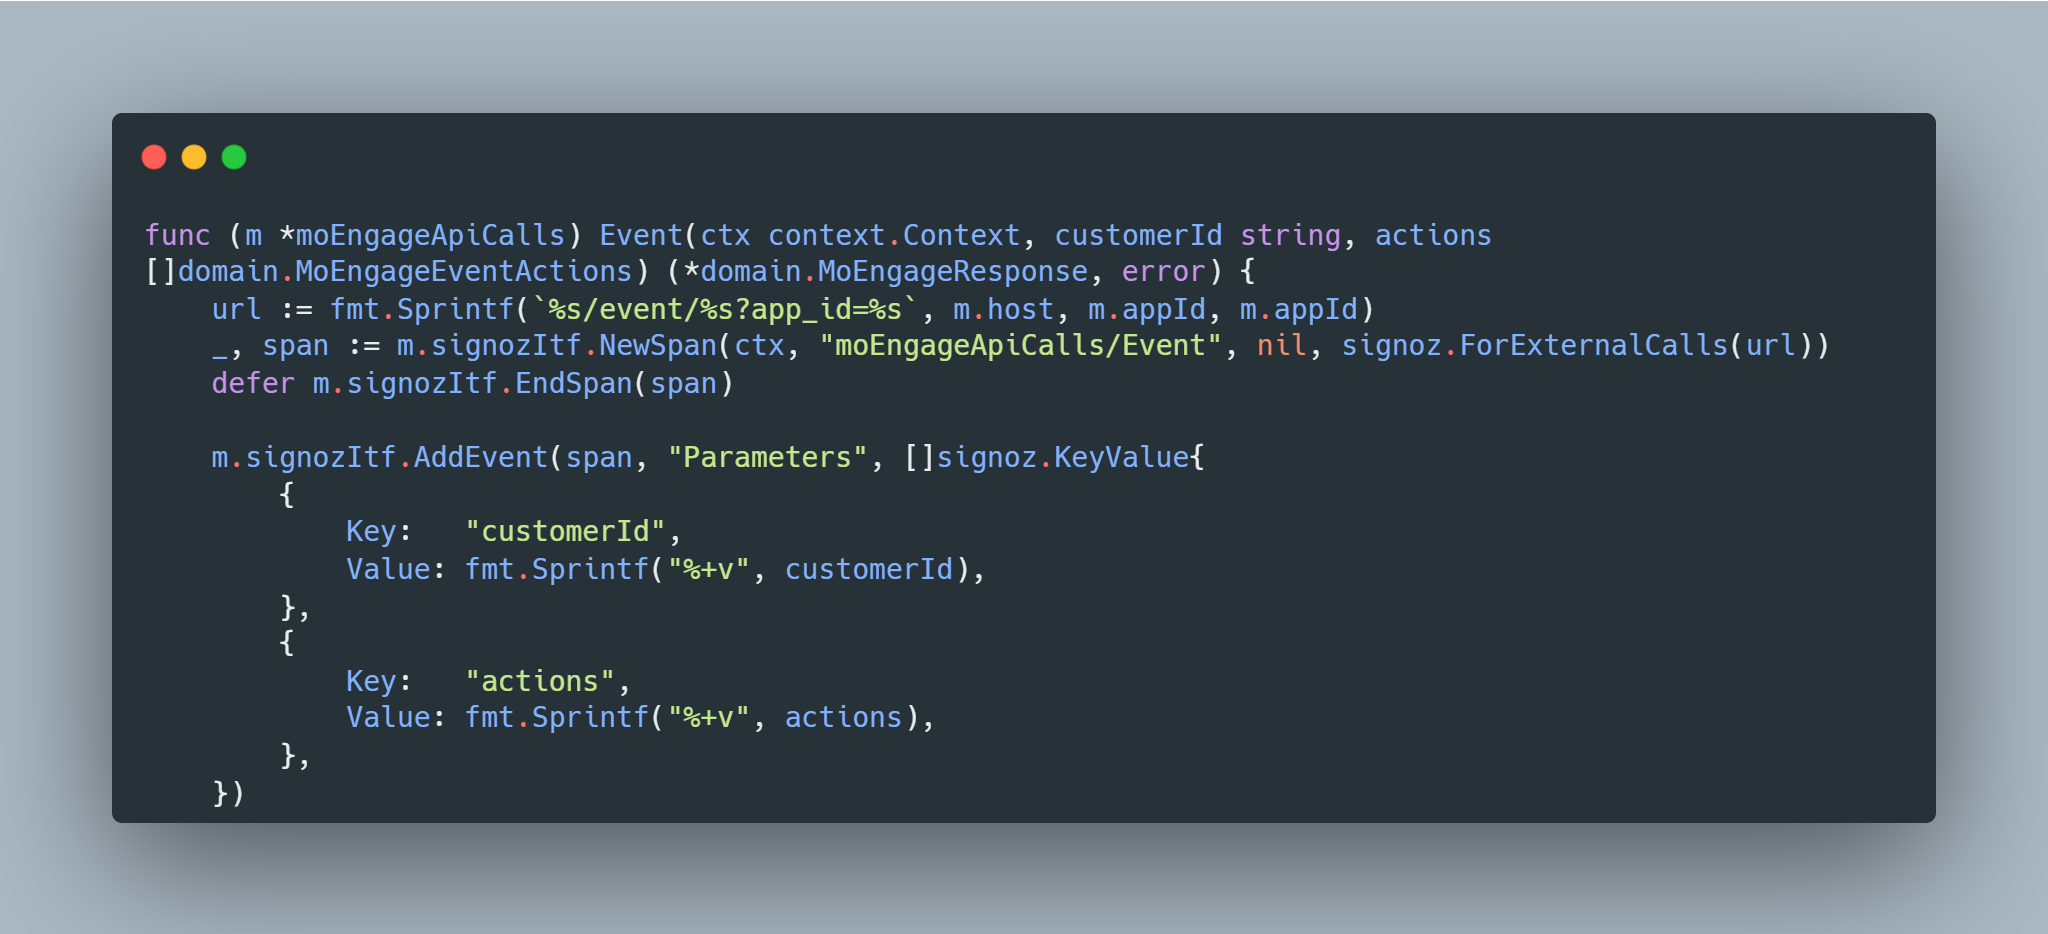 func (m *moEngageApiCalls) Event(ctx context.Context, customerId string, actions
[]domain.MoEngageEventActions) (*domain.MoEngageResponse, error) {
    url := fmt.Sprintf(`%s/event/%s?app_id=%s`, m.host, m.appId, m.appId)
    _, span := m.signozItf.NewSpan(ctx, "moEngageApiCalls/Event", nil, signoz.ForExternalCalls(url))
    defer m.signozItf.EndSpan(span)

    m.signozItf.AddEvent(span, "Parameters", []signoz.KeyValue{
        {
            Key:   "customerId",
            Value: fmt.Sprintf("%+v", customerId),
        },
        {
            Key:   "actions",
            Value: fmt.Sprintf("%+v", actions),
        },
    })